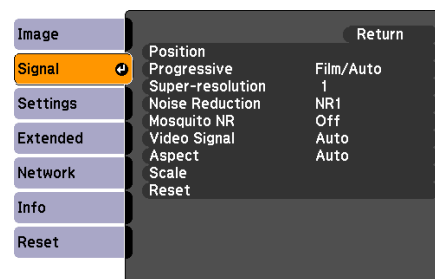 Image
Signal
Settings
Extended
Network
Info
Reset
Return
Position
Progressive Film/Auto
Super-resolution 1
Noise Reduction NR1
Mosquito NR Off
Video Signal Auto
Aspect Auto
Scale
Reset